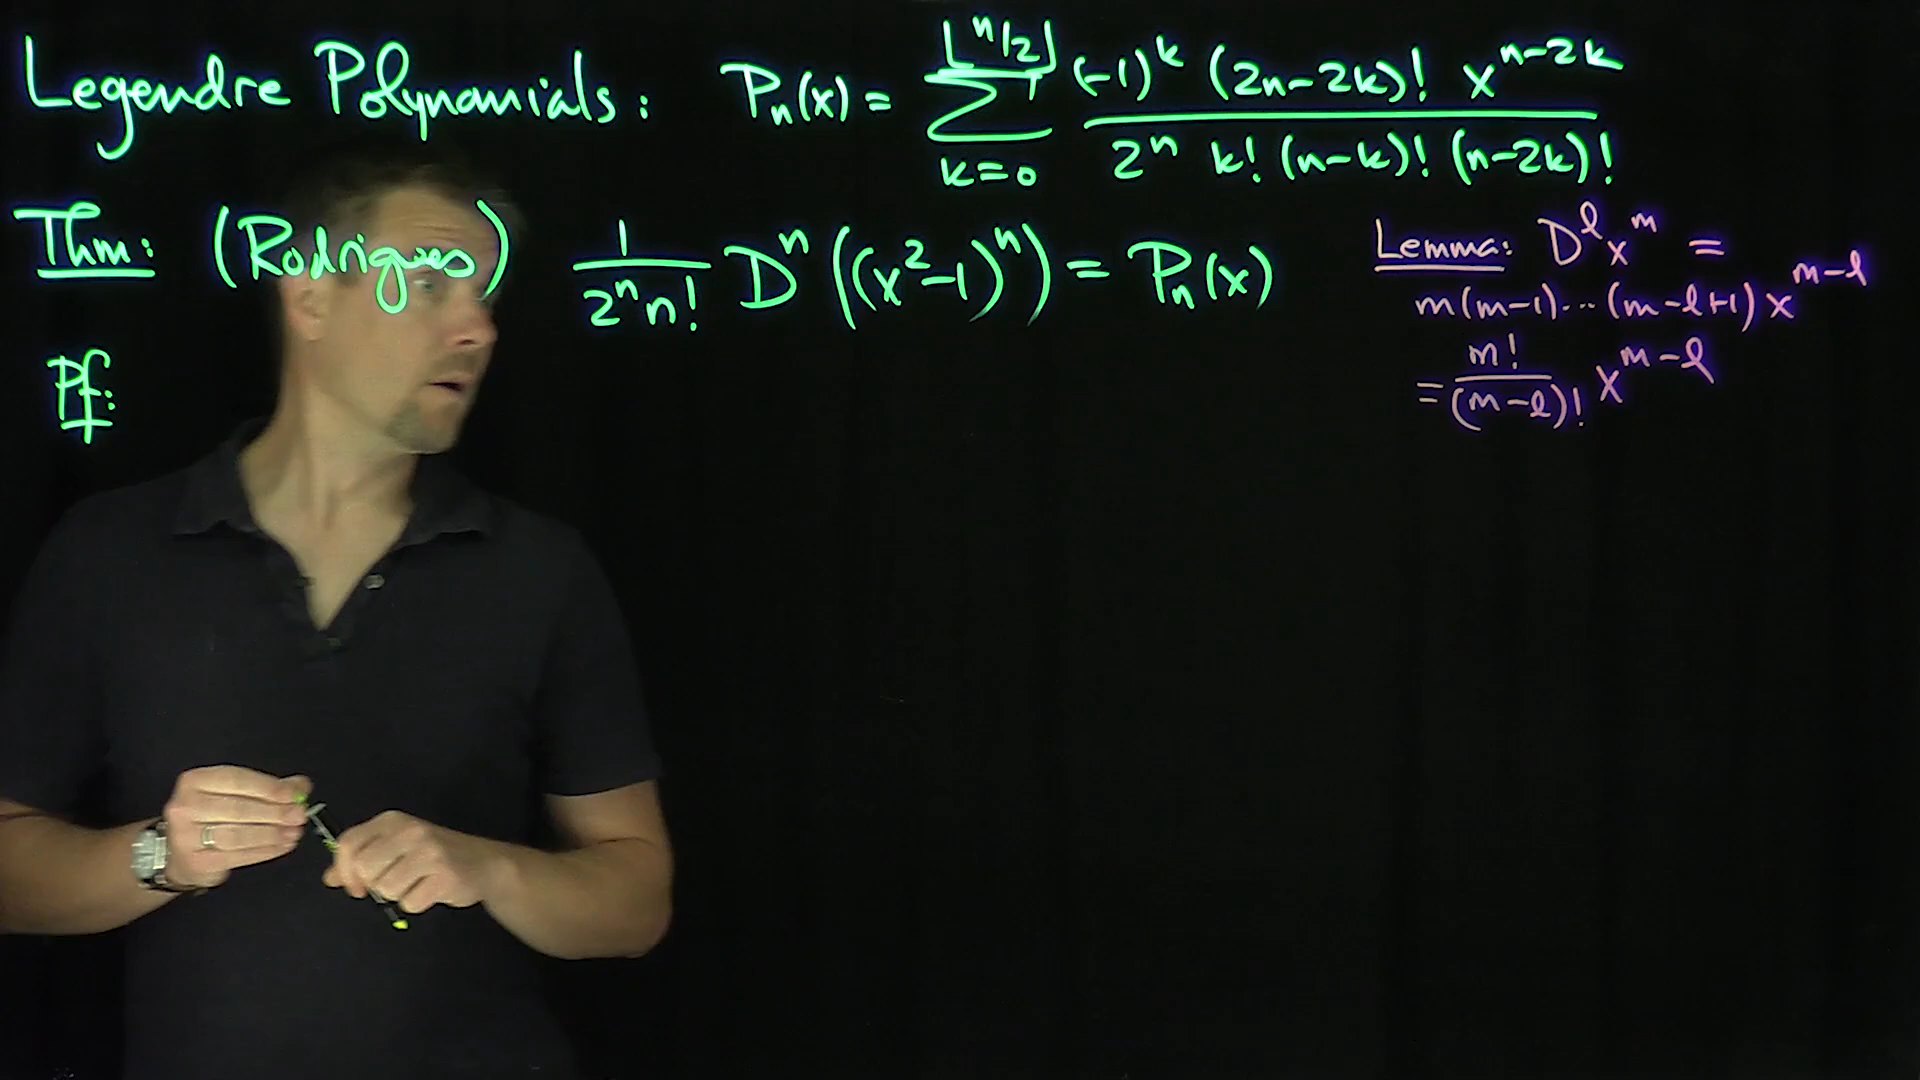 Legendre Polynomials: Pₙ(x) = ∑_{k=0}^{⌊n/2⌋} (-1)^k (2n-2k)! x^{n-2k} / 2^n k! (n-k)! (n-2k)!
Thm: (Rodrigues) 1/(2^n n!) D^n((x²-1)^n) = Pₙ(x)
Lemma: D^l x^m =
m(m-1)...(m-l+1) x^{m-l}
= m!/(m-l)! x^{m-l}
Pf: